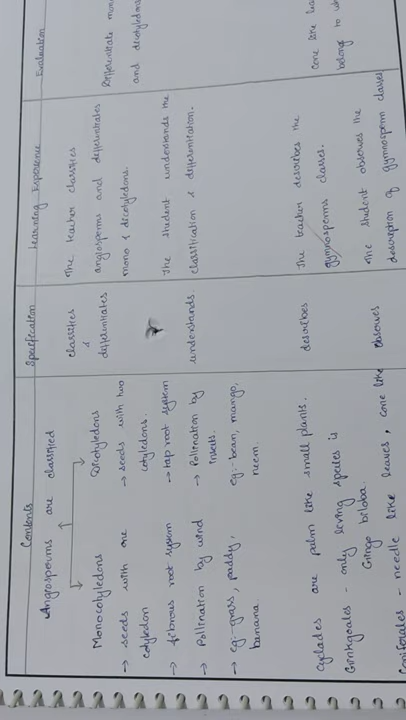 Contents
Angiosperms are classified
Monocotyledons
→ seeds with one
cotyledon
→ fibrous root system
→ Pollination by wind
→ eg:- grass, paddy,
banana.
Dicotyledons
→ seeds with two
cotyledons.
→ tap root system
→ Pollination by
insects.
eg:- bean, mango,
neem.
Cyclades are palm like small plants.
Ginkgoales - only living species is
Gingo biloba.
Coniferales - needle like leaves, cone like
Specification
classifies
&
differentiates
understands.
describes
observes
Learning Experience
The teacher classifies
angiosperms and differentiates
mono & dicotyledons.
The student understands the
classification & differentiation.
The teacher describes the
gymnosperms classes.
The student observes the
description of gymnosperm classes
Evaluation
Differentiate mono
and dicotyledons
Cone like
belongs to